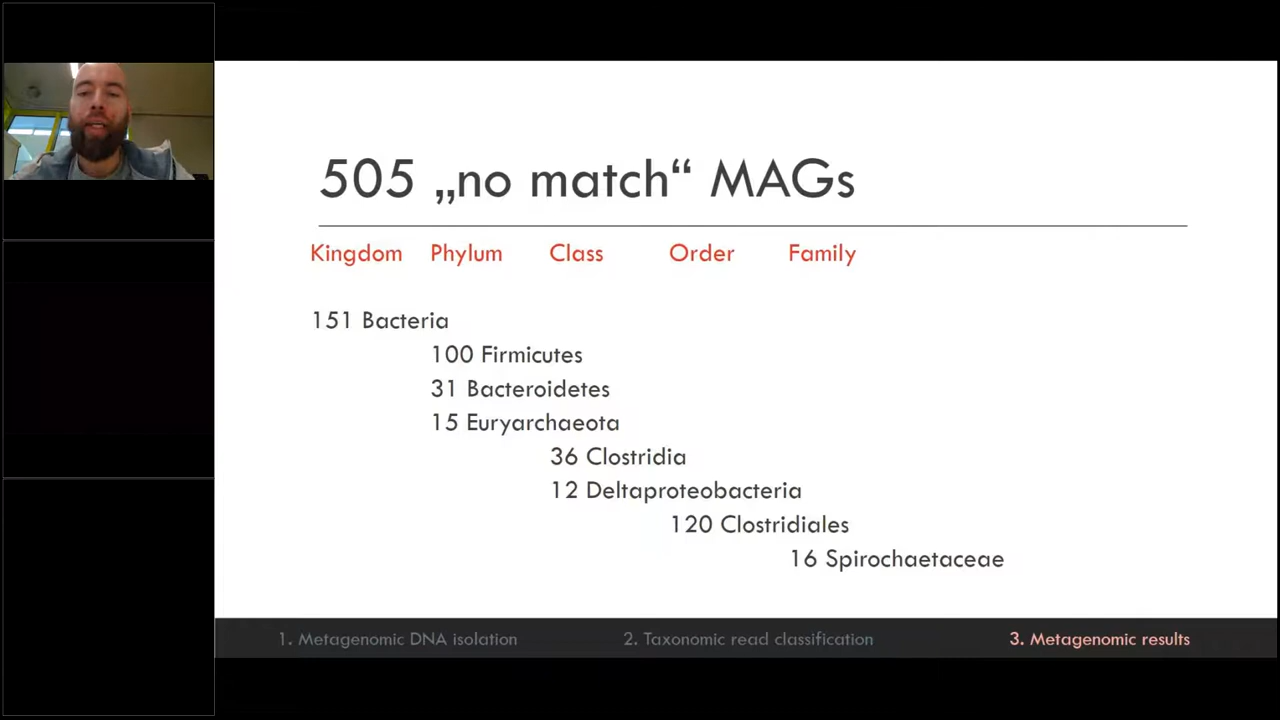 505 „no match“ MAGs
Kingdom Phylum Class Order Family
151 Bacteria
100 Firmicutes
31 Bacteroidetes
15 Euryarchaeota
36 Clostridia
12 Deltaproteobacteria
120 Clostridiales
16 Spirochaetaceae
1. Metagenomic DNA isolation 2. Taxonomic read classification 3. Metagenomic results